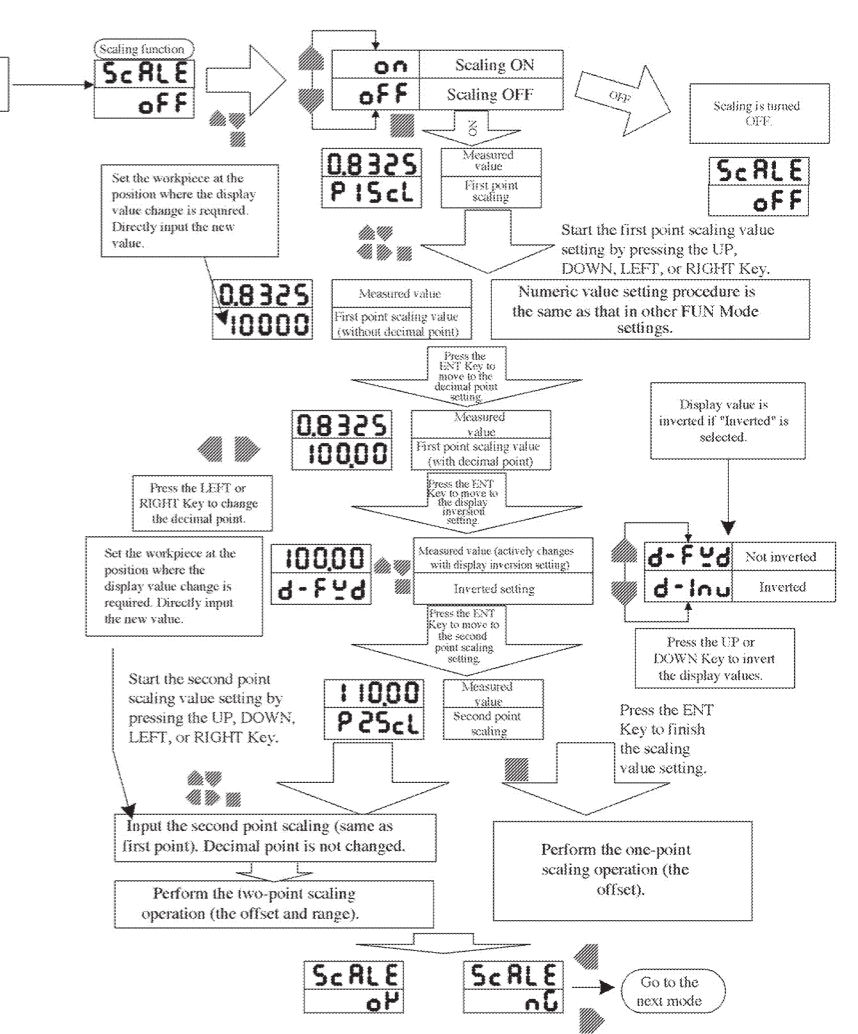 Scaling function
ScALE
oFF
on
Scaling ON
oFF
Scaling OFF
OFF
ON
Scaling is turned
OFF.
ScALE
oFF
Set the workpiece at the
position where the display
value change is required.
Directly input the new
value.
0.8325
P1ScL
Measured
value
First point
scaling
Start the first point scaling value
setting by pressing the UP,
DOWN, LEFT, or RIGHT Key.
0.8325
10000
Measured value
First point scaling value
(without decimal point)
Numeric value setting procedure is
the same as that in other FUN Mode
settings.
Press the
ENT Key to
move to the
decimal point
setting.
Display value is
inverted if "Inverted" is
selected.
0.8325
100.00
Measured
value
First point scaling value
(with decimal point)
Press the LEFT or
RIGHT Key to change
the decimal point.
Press the ENT
Key to move to
the display
inversion
setting.
Set the workpiece at the
position where the
display value change is
required. Directly input
the new value.
100.00
d-Fwd
Measured value (actively changes
with display inversion setting)
Inverted setting
d-Fwd
Not inverted
d-Inv
Inverted
Press the ENT
Key to move to
the second
point scaling
setting.
Press the UP or
DOWN Key to invert
the display values.
Start the second point
scaling value setting by
pressing the UP, DOWN,
LEFT, or RIGHT Key.
110.00
P2ScL
Measured
value
Second point
scaling
Press the ENT
Key to finish
the scaling
value setting.
Input the second point scaling (same as
first point). Decimal point is not changed.
Perform the two-point scaling
operation (the offset and range).
Perform the one-point
scaling operation (the
offset).
ScALE
oK
ScALE
nG
Go to the
next mode